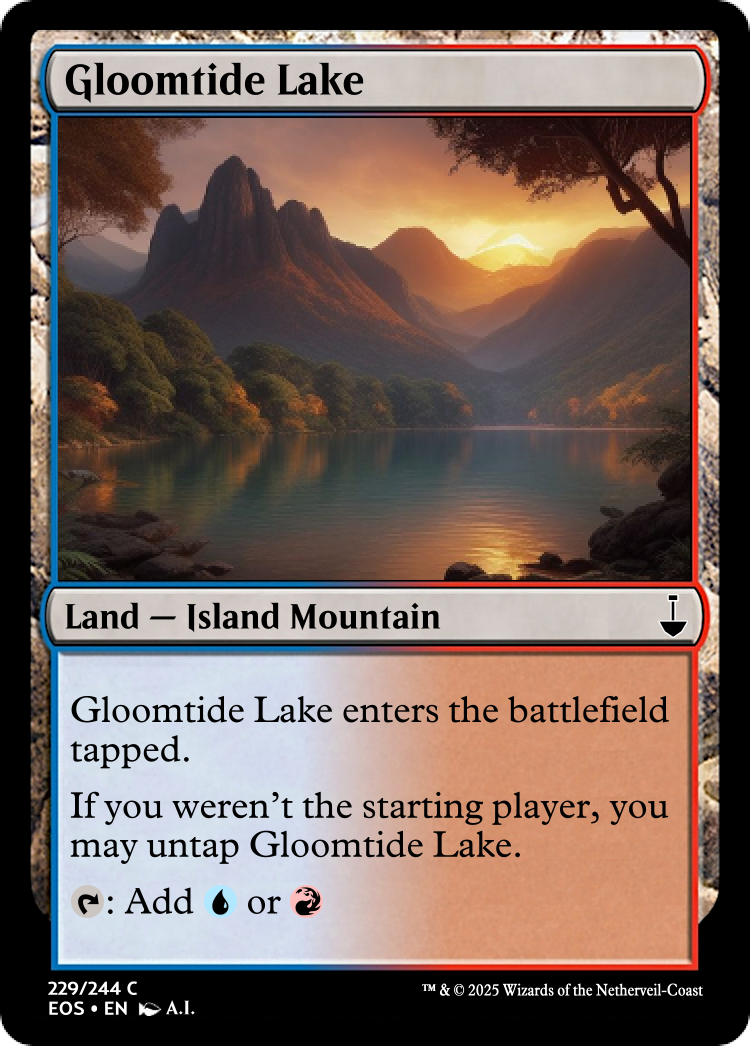 Gloomtide Lake
Land — Island Mountain
Gloomtide Lake enters the battlefield
tapped.
If you weren't the starting player, you
may untap Gloomtide Lake.
: Add or
229/244 C
™ & © 2025 Wizards of the Netherveil-Coast
EOS • EN A.I.